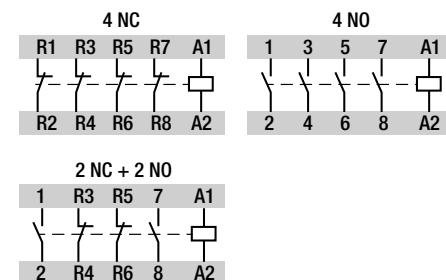 4 NC
R1 R3 R5 R7 A1
R2 R4 R6 R8 A2
4 NO
1 3 5 7 A1
2 4 6 8 A2
2 NC + 2 NO
1 R3 R5 7 A1
2 R4 R6 8 A2